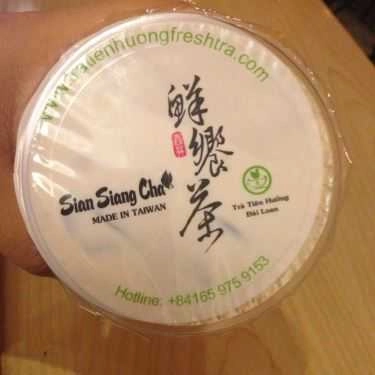 tienhuongfreshtra.com
鮮饗茶
Sian Siang Cha
MADE IN TAIWAN
Trà Tiên Hưởng
Đài Loan
Hotline: +84165 975 9153